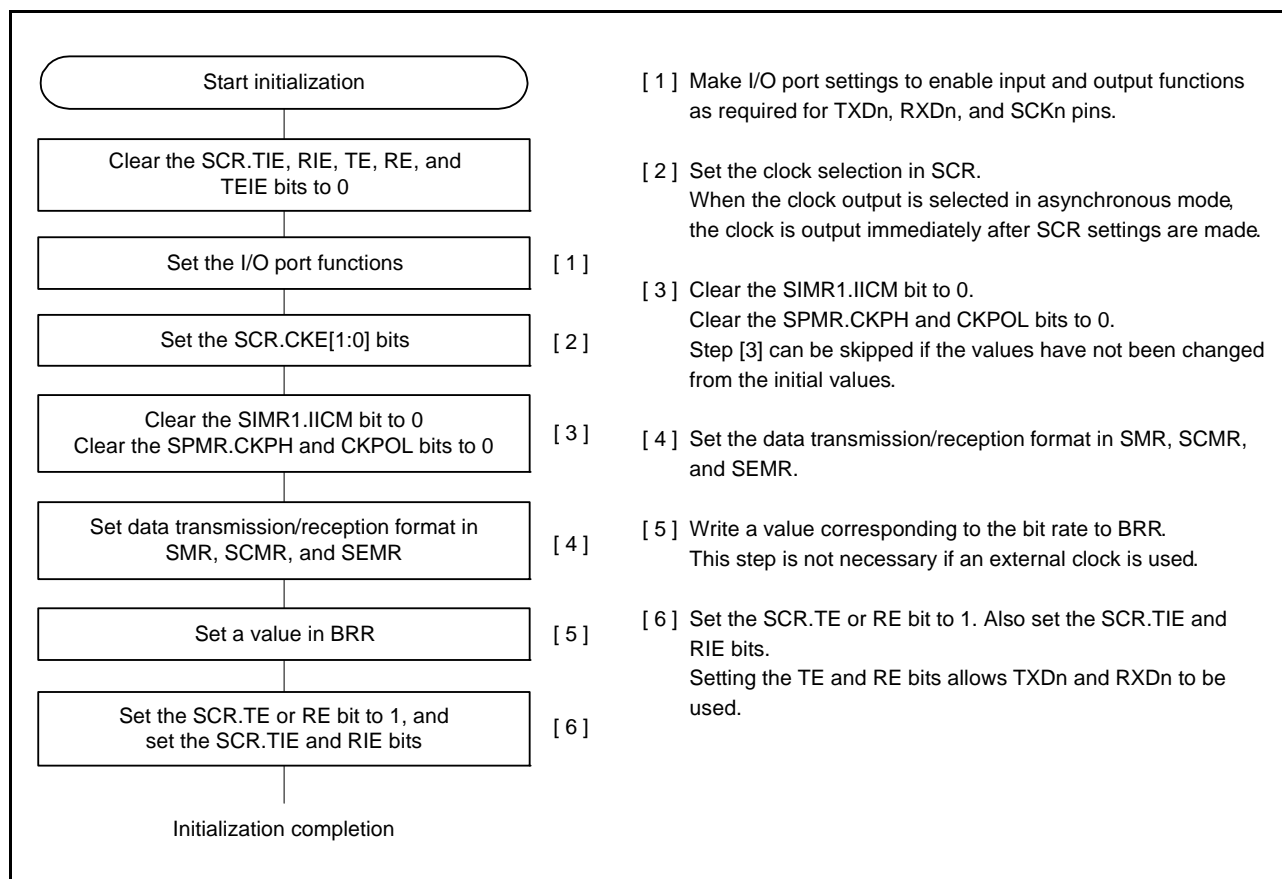 Start initialization
Clear the SCR.TIE, RIE, TE, RE, and
TEIE bits to 0
Set the I/O port functions
[ 1 ]
Set the SCR.CKE[1:0] bits
[ 2 ]
Clear the SIMR1.IICM bit to 0
Clear the SPMR.CKPH and CKPOL bits to 0
[ 3 ]
Set data transmission/reception format in
SMR, SCMR, and SEMR
[ 4 ]
Set a value in BRR
[ 5 ]
Set the SCR.TE or RE bit to 1, and
set the SCR.TIE and RIE bits
[ 6 ]
Initialization completion
[ 1 ] Make I/O port settings to enable input and output functions
as required for TXDn, RXDn, and SCKn pins.
[ 2 ] Set the clock selection in SCR.
When the clock output is selected in asynchronous mode,
the clock is output immediately after SCR settings are made.
[ 3 ] Clear the SIMR1.IICM bit to 0.
Clear the SPMR.CKPH and CKPOL bits to 0.
Step [3] can be skipped if the values have not been changed
from the initial values.
[ 4 ] Set the data transmission/reception format in SMR, SCMR,
and SEMR.
[ 5 ] Write a value corresponding to the bit rate to BRR.
This step is not necessary if an external clock is used.
[ 6 ] Set the SCR.TE or RE bit to 1. Also set the SCR.TIE and
RIE bits.
Setting the TE and RE bits allows TXDn and RXDn to be
used.